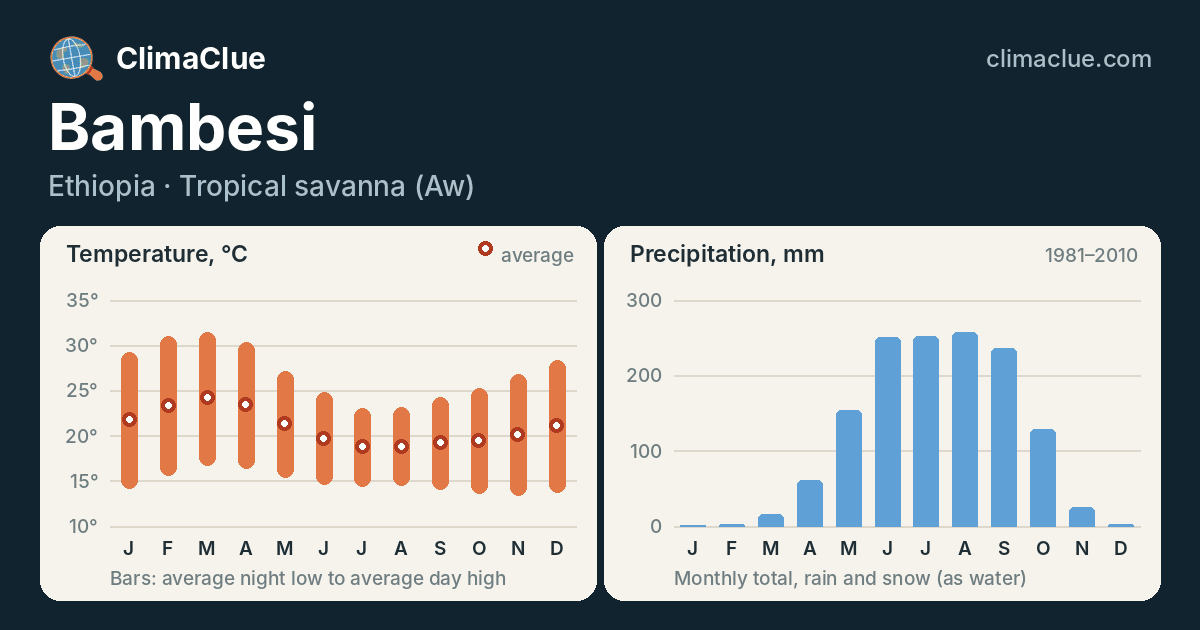 ClimaClue
climaclue.com
Bambesi
Ethiopia · Tropical savanna (Aw)
Temperature, °C
average
35°
30°
25°
20°
15°
10°
J F M A M J J A S O N D
Bars: average night low to average day high
Precipitation, mm
1981–2010
300
200
100
0
J F M A M J J A S O N D
Monthly total, rain and snow (as water)